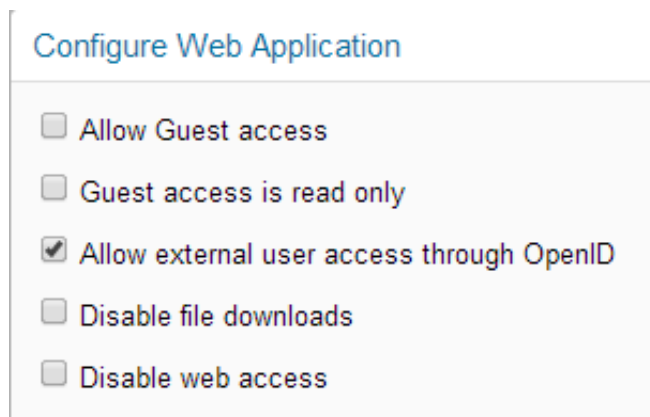 Configure Web Application
Allow Guest access
Guest access is read only
Allow external user access through OpenID
Disable file downloads
Disable web access